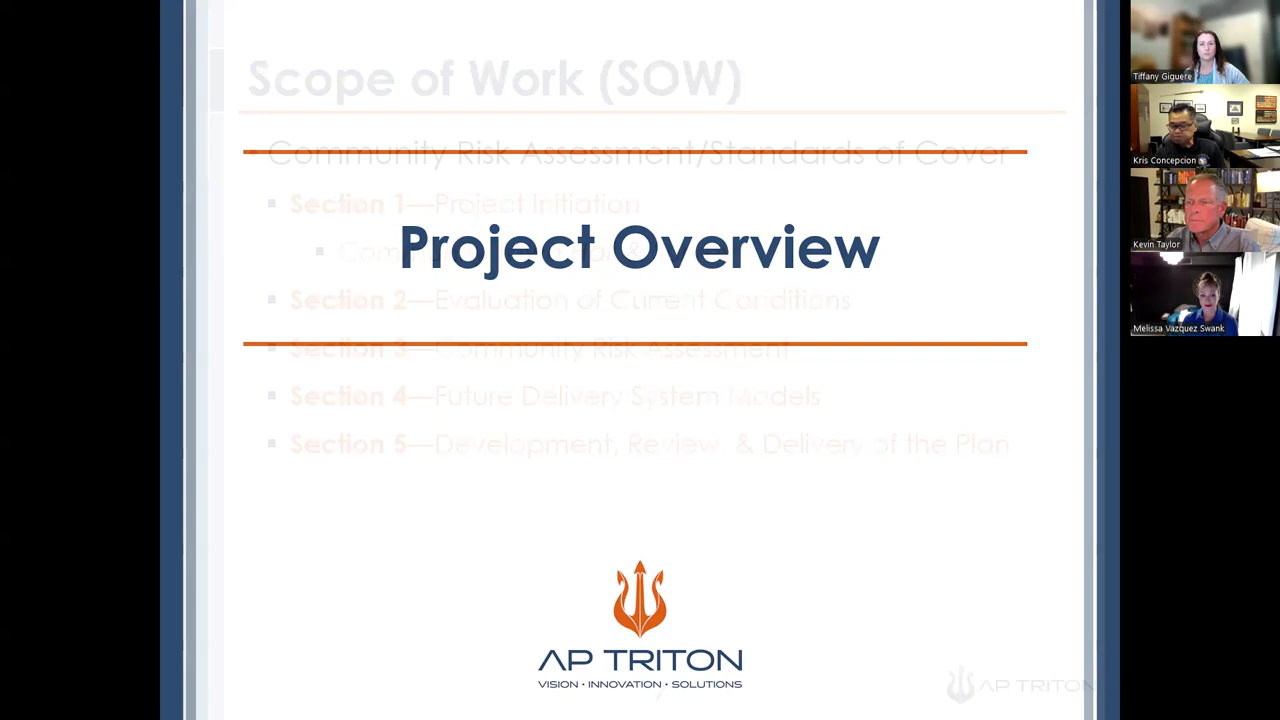 Scope of Work (SOW)
Community Risk Assessment/Standards of Cover
Section 1—Project Initiation
Project Overview
Section 2—Evaluation of Current Conditions
Section 3—Community Risk Assessment
Section 4—Future Delivery System Models
Section 5—Development, Review, & Delivery of the Plan
AP TRITON
VISION • INNOVATION • SOLUTIONS
AP TRITON
Tiffany Giguere
Kris Concepcion
Kevin Taylor
Melissa Vazquez Swank